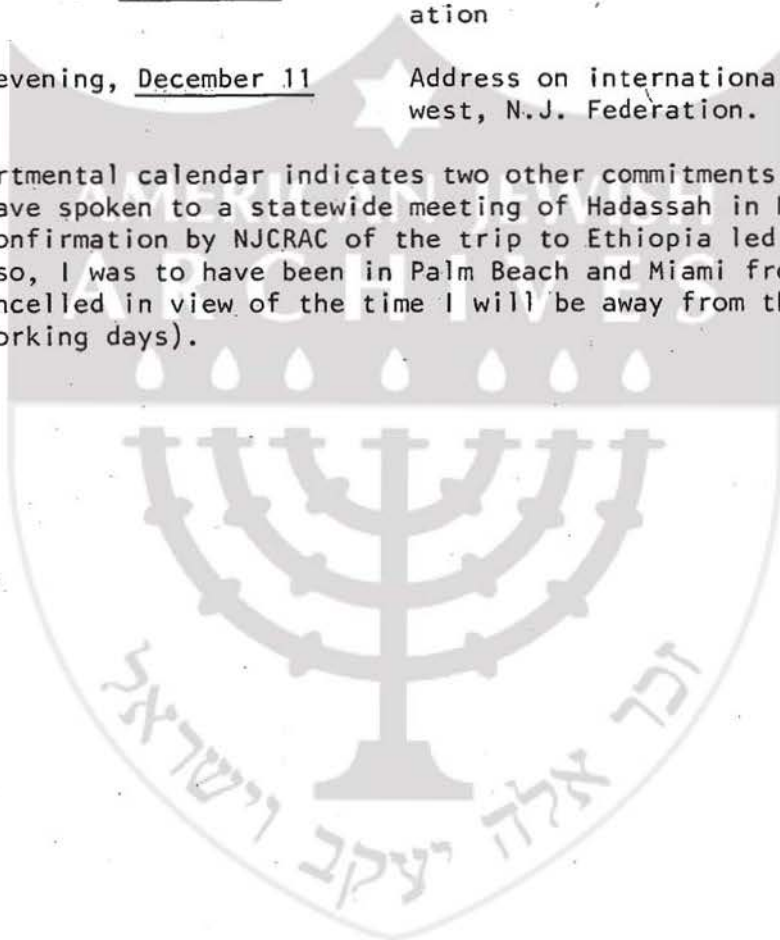 ation
evening, December 11 Address on internationa
west, N.J. Federation.
rtmental calendar indicates two other commitments
ave spoken to a statewide meeting of Hadassah in
onfirmation by NJCRAC of the trip to Ethiopia led
so, I was to have been in Palm Beach and Miami fr
ncelled in view of the time I will be away from t
orking days).
AMERICAN JEWISH
ARCHIVES
זכר אלה יעקב וישראל